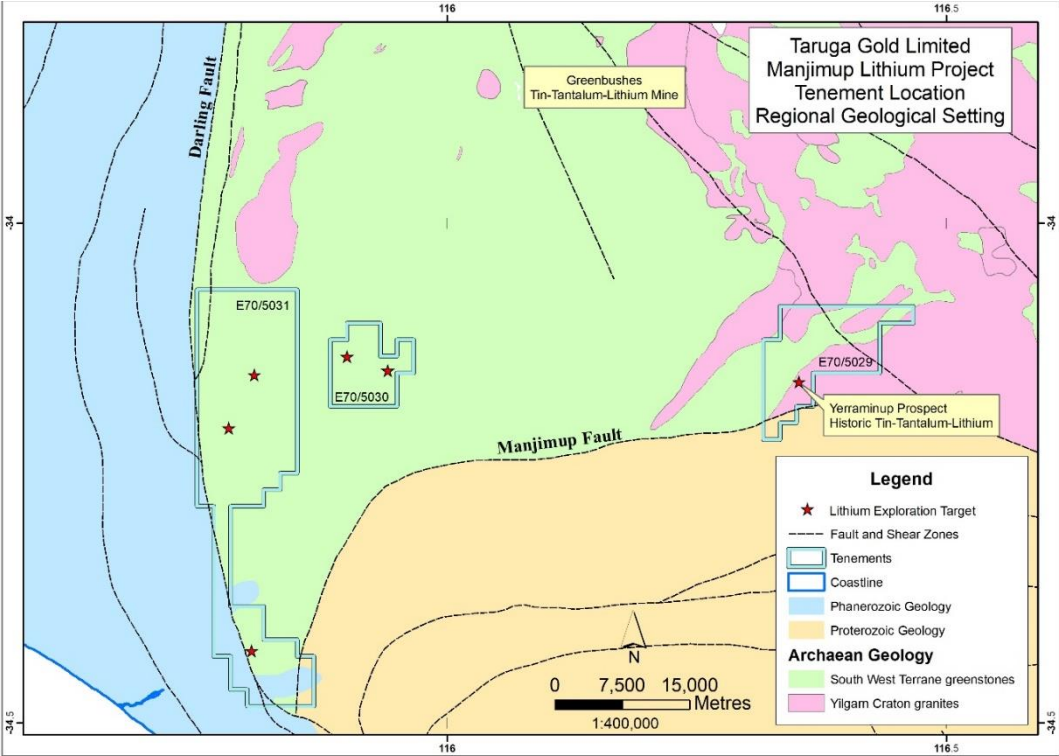 116
116.5
Taruga Gold Limited
Manjimup Lithium Project
Tenement Location
Regional Geological Setting
Darling Fault
Greenbushes
Tin-Tantalum-Lithium Mine
-34
-34
E70/5031
E70/5030
E70/5029
Yerraminup Prospect
Historic Tin-Tantalum-Lithium
Manjimup Fault
Legend
Lithium Exploration Target
Fault and Shear Zones
Tenements
Coastline
Phanerozoic Geology
Proterozoic Geology
Archaean Geology
South West Terrane greenstones
Yilgarn Craton granites
N
0 7,500 15,000
Metres
1:400,000
-34.5
-34.5
116
116.5